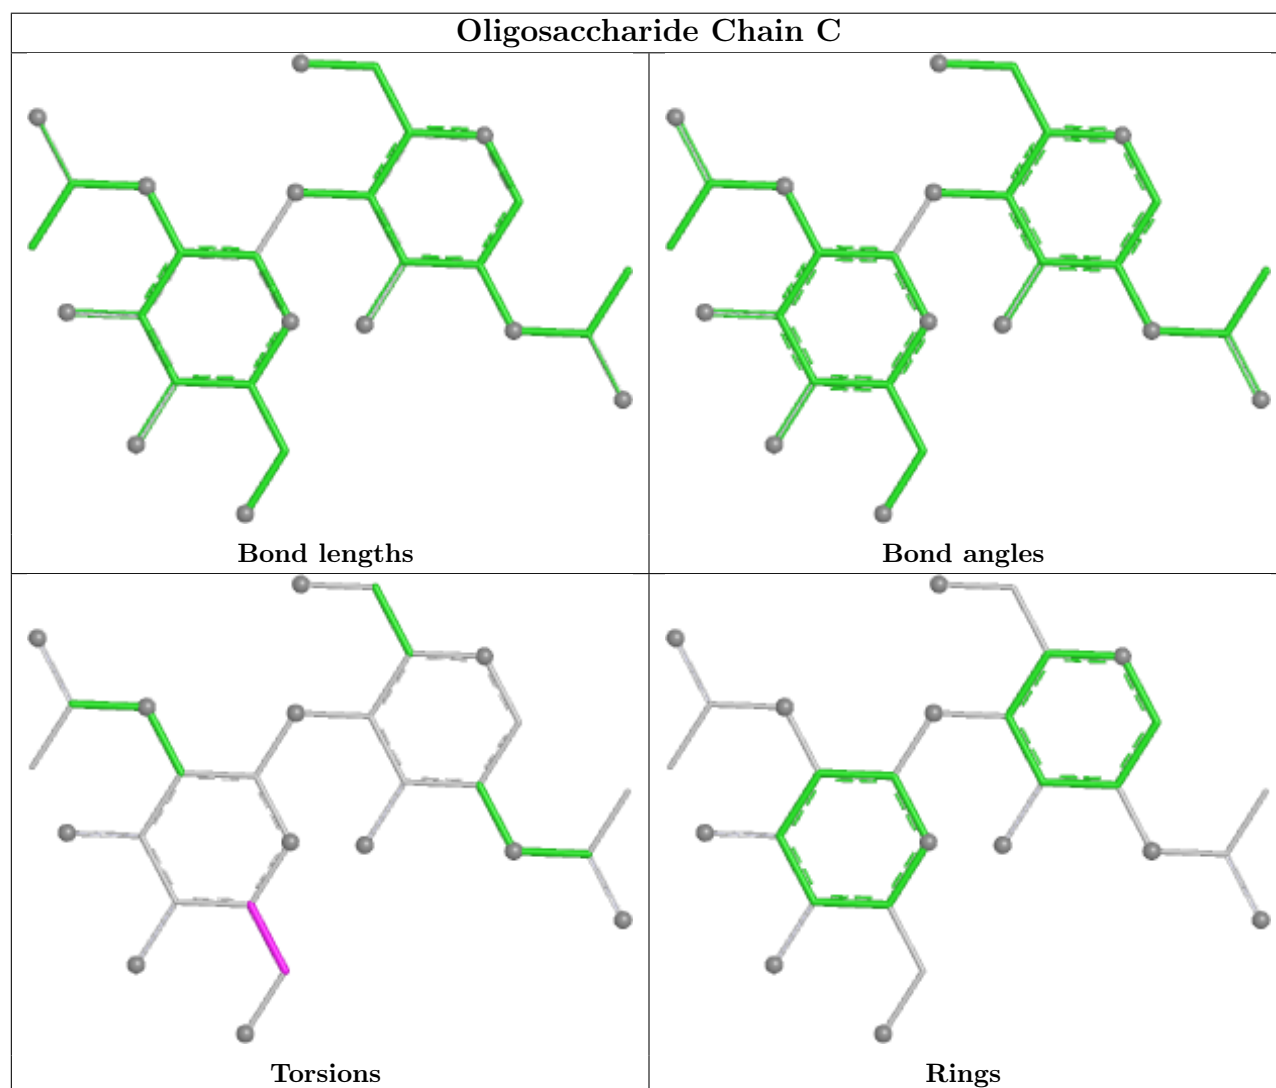 Oligosaccharide Chain C
Bond lengths
Bond angles
Torsions
Rings